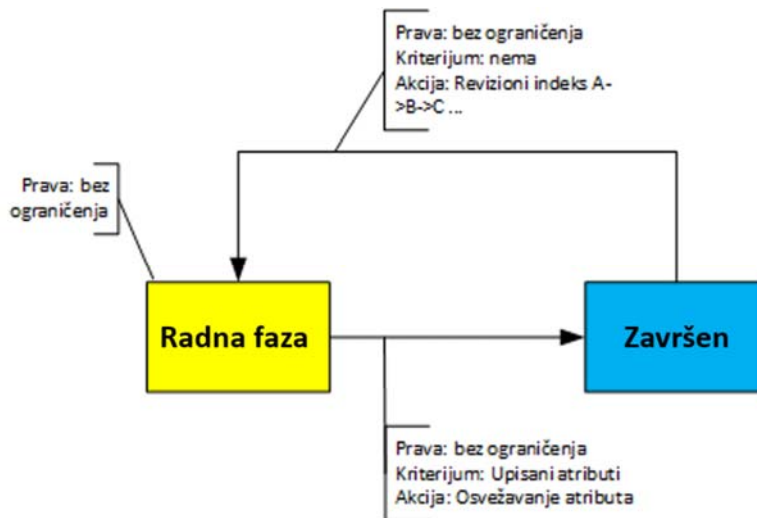 Prava: bez ograničenja
Kriterijum: nema
Akcija: Revizioni indeks A-
>B->C ...
Prava: bez
ograničenja
Radna faza
Završen
Prava: bez ograničenja
Kriterijum: Upisani atributi
Akcija: Osvežavanje atributa